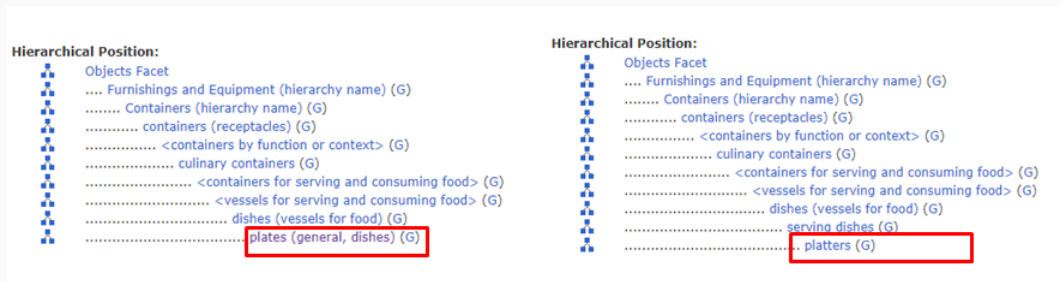 Hierarchical Position:
Objects Facet
.... Furnishings and Equipment (hierarchy name) (G)
........ Containers (hierarchy name) (G)
............ containers (receptacles) (G)
................ <containers by function or context> (G)
.................... culinary containers (G)
........................ <containers for serving and consuming food> (G)
............................ <vessels for serving and consuming food> (G)
................................ dishes (vessels for food) (G)
.................................... plates (general, dishes) (G)
Hierarchical Position:
Objects Facet
.... Furnishings and Equipment (hierarchy name) (G)
........ Containers (hierarchy name) (G)
............ containers (receptacles) (G)
................ <containers by function or context> (G)
.................... culinary containers (G)
........................ <containers for serving and consuming food> (G)
............................ <vessels for serving and consuming food> (G)
................................ dishes (vessels for food) (G)
.................................... serving dishes (G)
........................................ platters (G)